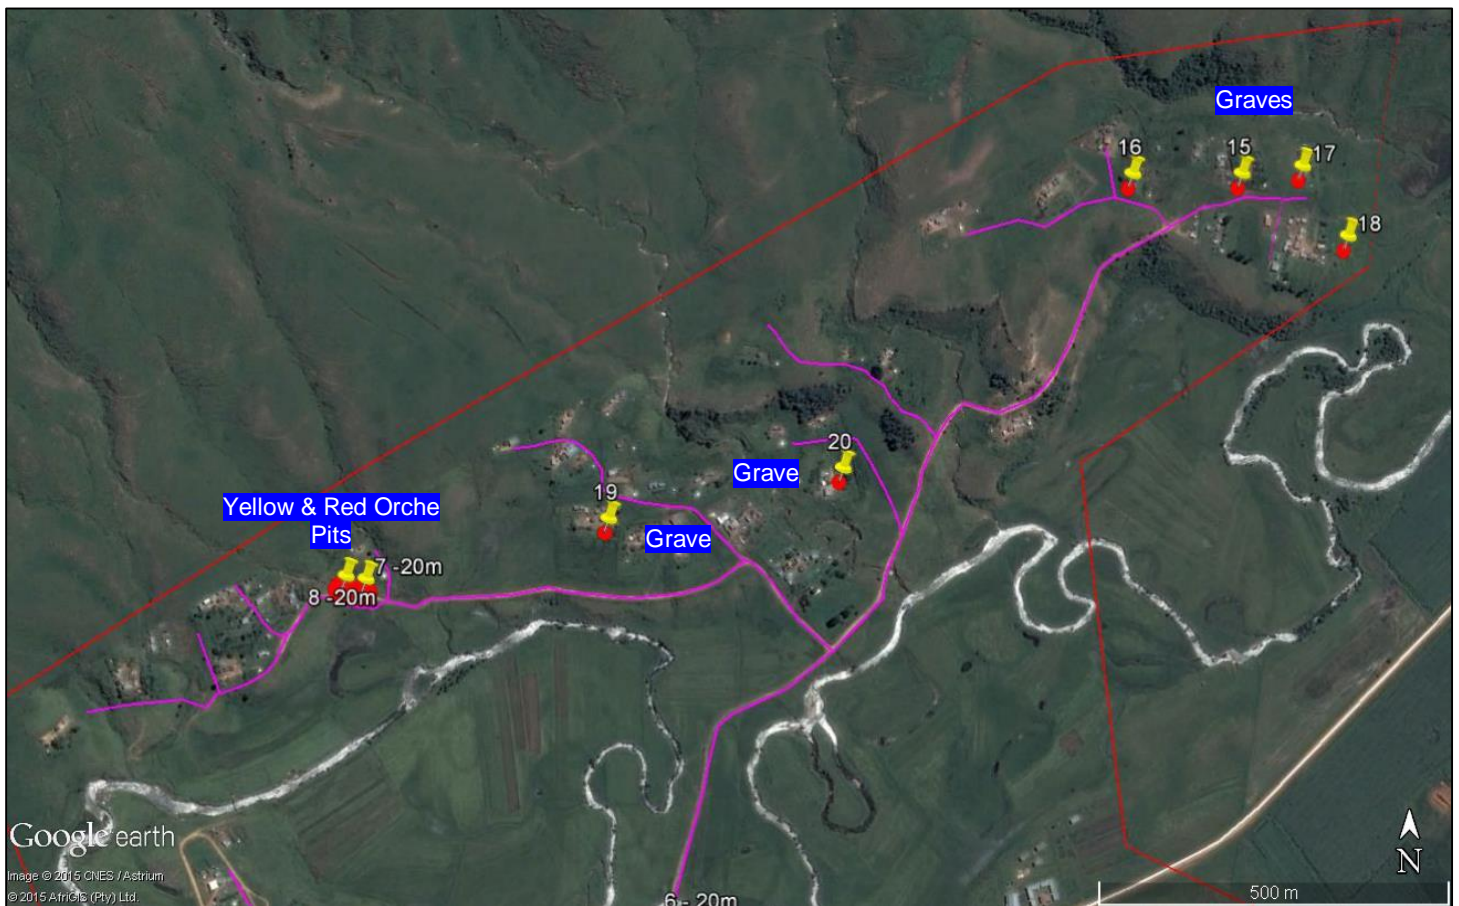 Graves
16
15
17
18
20
Grave
19
Yellow & Red Orche
Pits
Grave
7 -20m
8 -20m
Google earth
Image © 2015 CNES / Astrium
© 2015 AfriGIS (Pty) Ltd.
6 - 20m
N
500 m